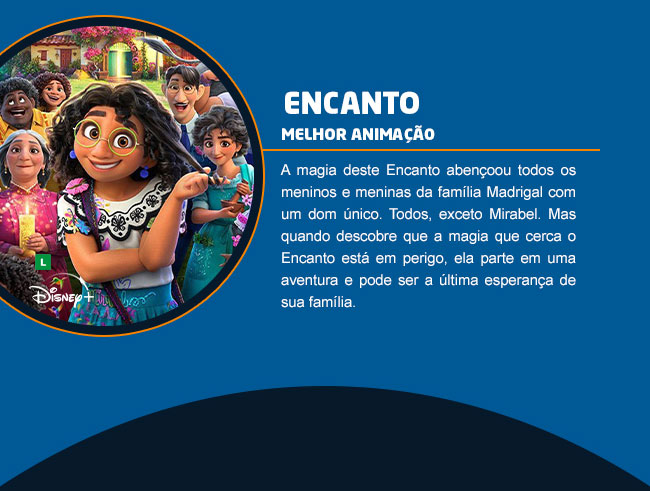 ENCANTO
MELHOR ANIMAÇÃO
A magia deste Encanto abençoou todos os
meninos e meninas da família Madrigal com
um dom único. Todos, exceto Mirabel. Mas
quando descobre que a magia que cerca o
Encanto está em perigo, ela parte em uma
aventura e pode ser a última esperança de
sua família.
L
Disney+